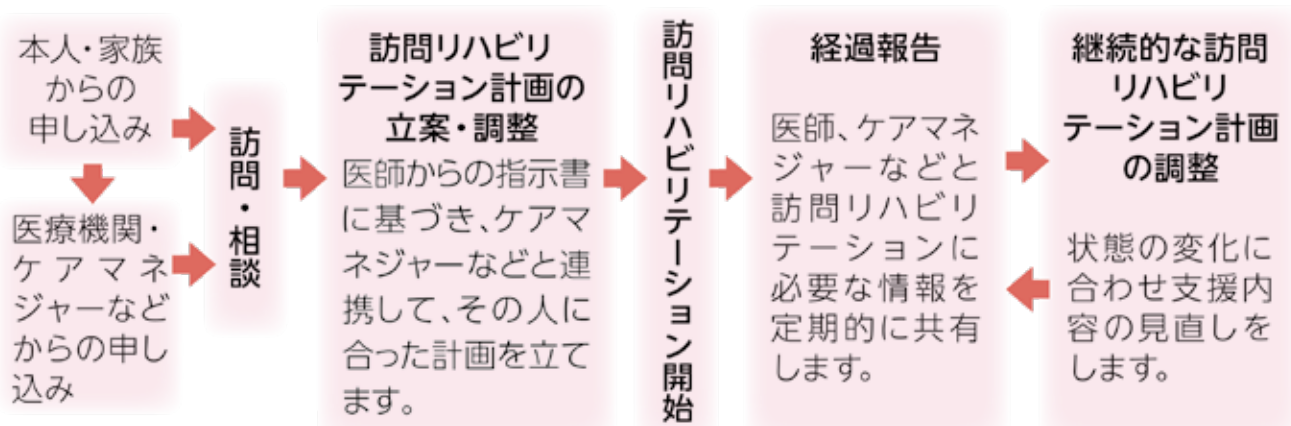 本人・家族
からの
申し込み
医療機関・
ケアマネ
ジャーなど
からの申し
込み
訪問・相談
訪問リハビリ
テーション計画の
立案・調整
医師からの指示書
に基づき、ケアマ
ネジャーなどと連
携して、その人に
合った計画を立て
ます。
訪問リハビリテーション開始
経過報告
医師、ケアマネ
ジャーなどと
訪問リハビリ
テーションに
必要な情報を
定期的に共有
します。
継続的な訪問
リハビリ
テーション計画
の調整
状態の変化に
合わせ支援内
容の見直しを
します。